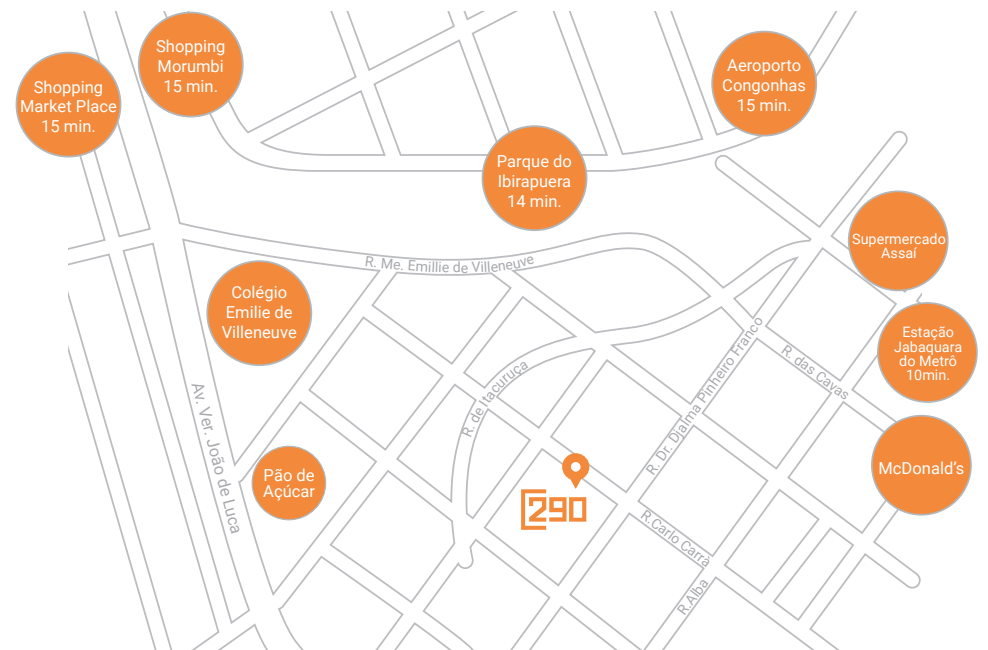 Shopping
Morumbi
15 min.
Shopping
Market Place
15 min.
Aeroporto
Congonhas
15 min.
Parque do
Ibirapuera
14 min.
Supermercado
Assaí
R. Me. Emillie de Villeneuve
Colégio
Emilie de
Villeneuve
Estação
Jabaquara
do Metrô
10min.
R. das Cavas
R. Dr. Djalma Pinheiro Franco
R. de Itacuruça
Av. Ver. João de Luca
Pão de
Açúcar
McDonald's
290
R.Carlo Carrà
R.Alba